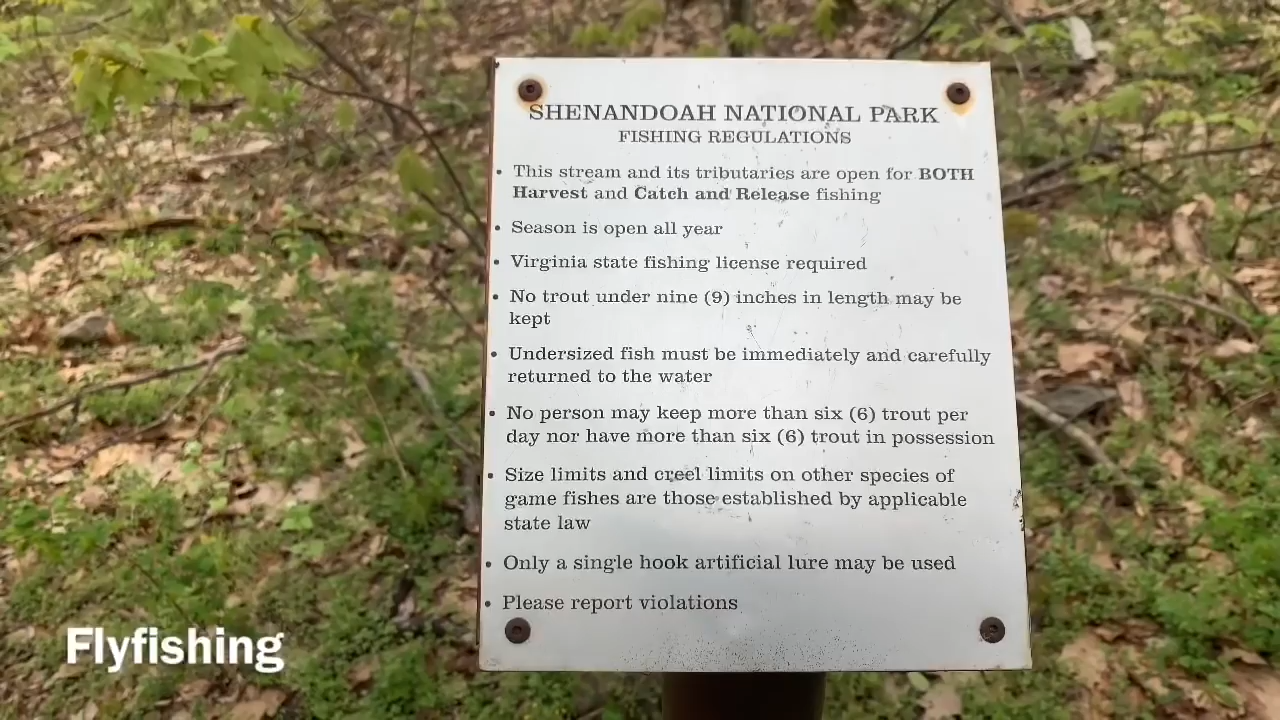 SHENANDOAH NATIONAL PARK
FISHING REGULATIONS
• This stream and its tributaries are open for BOTH
Harvest and Catch and Release fishing
• Season is open all year
• Virginia state fishing license required
• No trout under nine (9) inches in length may be
kept
• Undersized fish must be immediately and carefully
returned to the water
• No person may keep more than six (6) trout per
day nor have more than six (6) trout in possession
• Size limits and creel limits on other species of
game fishes are those established by applicable
state law
• Only a single hook artificial lure may be used
• Please report violations
Flyfishing